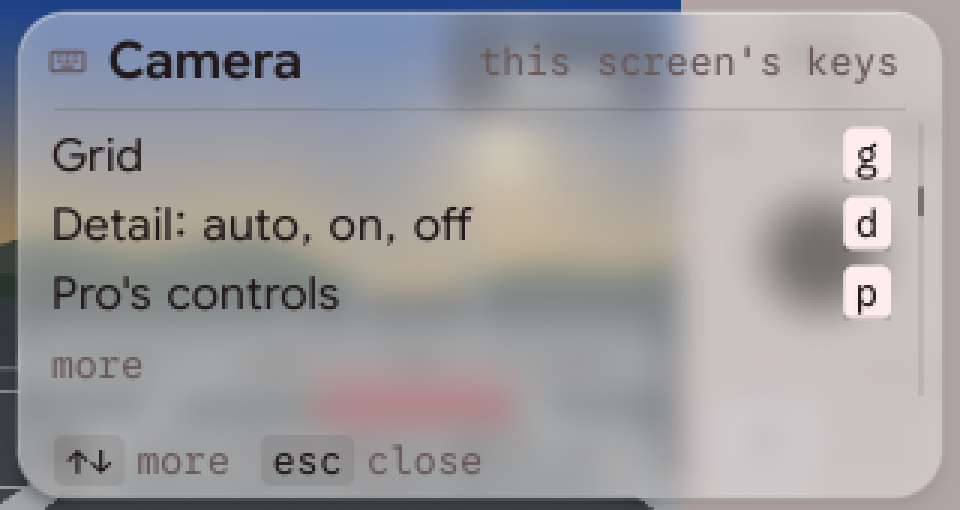 Camera this screen's keys
Grid g
Detail: auto, on, off d
Pro's controls p
more
↑↓ more esc close